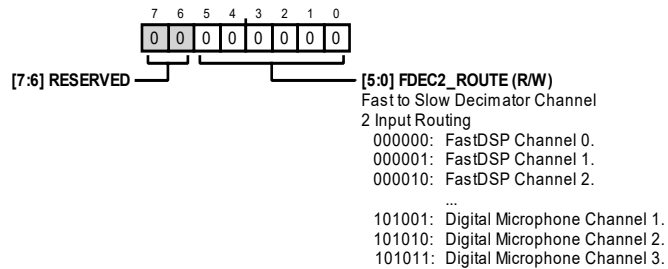 7 6 5 4 3 2 1 0
0 0 0 0 0 0 0 0
[7:6] RESERVED
[5:0] FDEC2_ROUTE (R/W)
Fast to Slow Decimator Channel
2 Input Routing
000000: FastDSP Channel 0.
000001: FastDSP Channel 1.
000010: FastDSP Channel 2.
...
101001: Digital Microphone Channel 1.
101010: Digital Microphone Channel 2.
101011: Digital Microphone Channel 3.